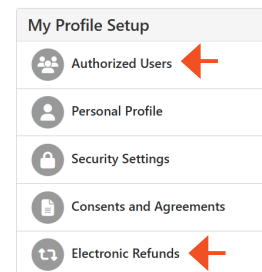 My Profile Setup
Authorized Users
Personal Profile
Security Settings
Consents and Agreements
Electronic Refunds